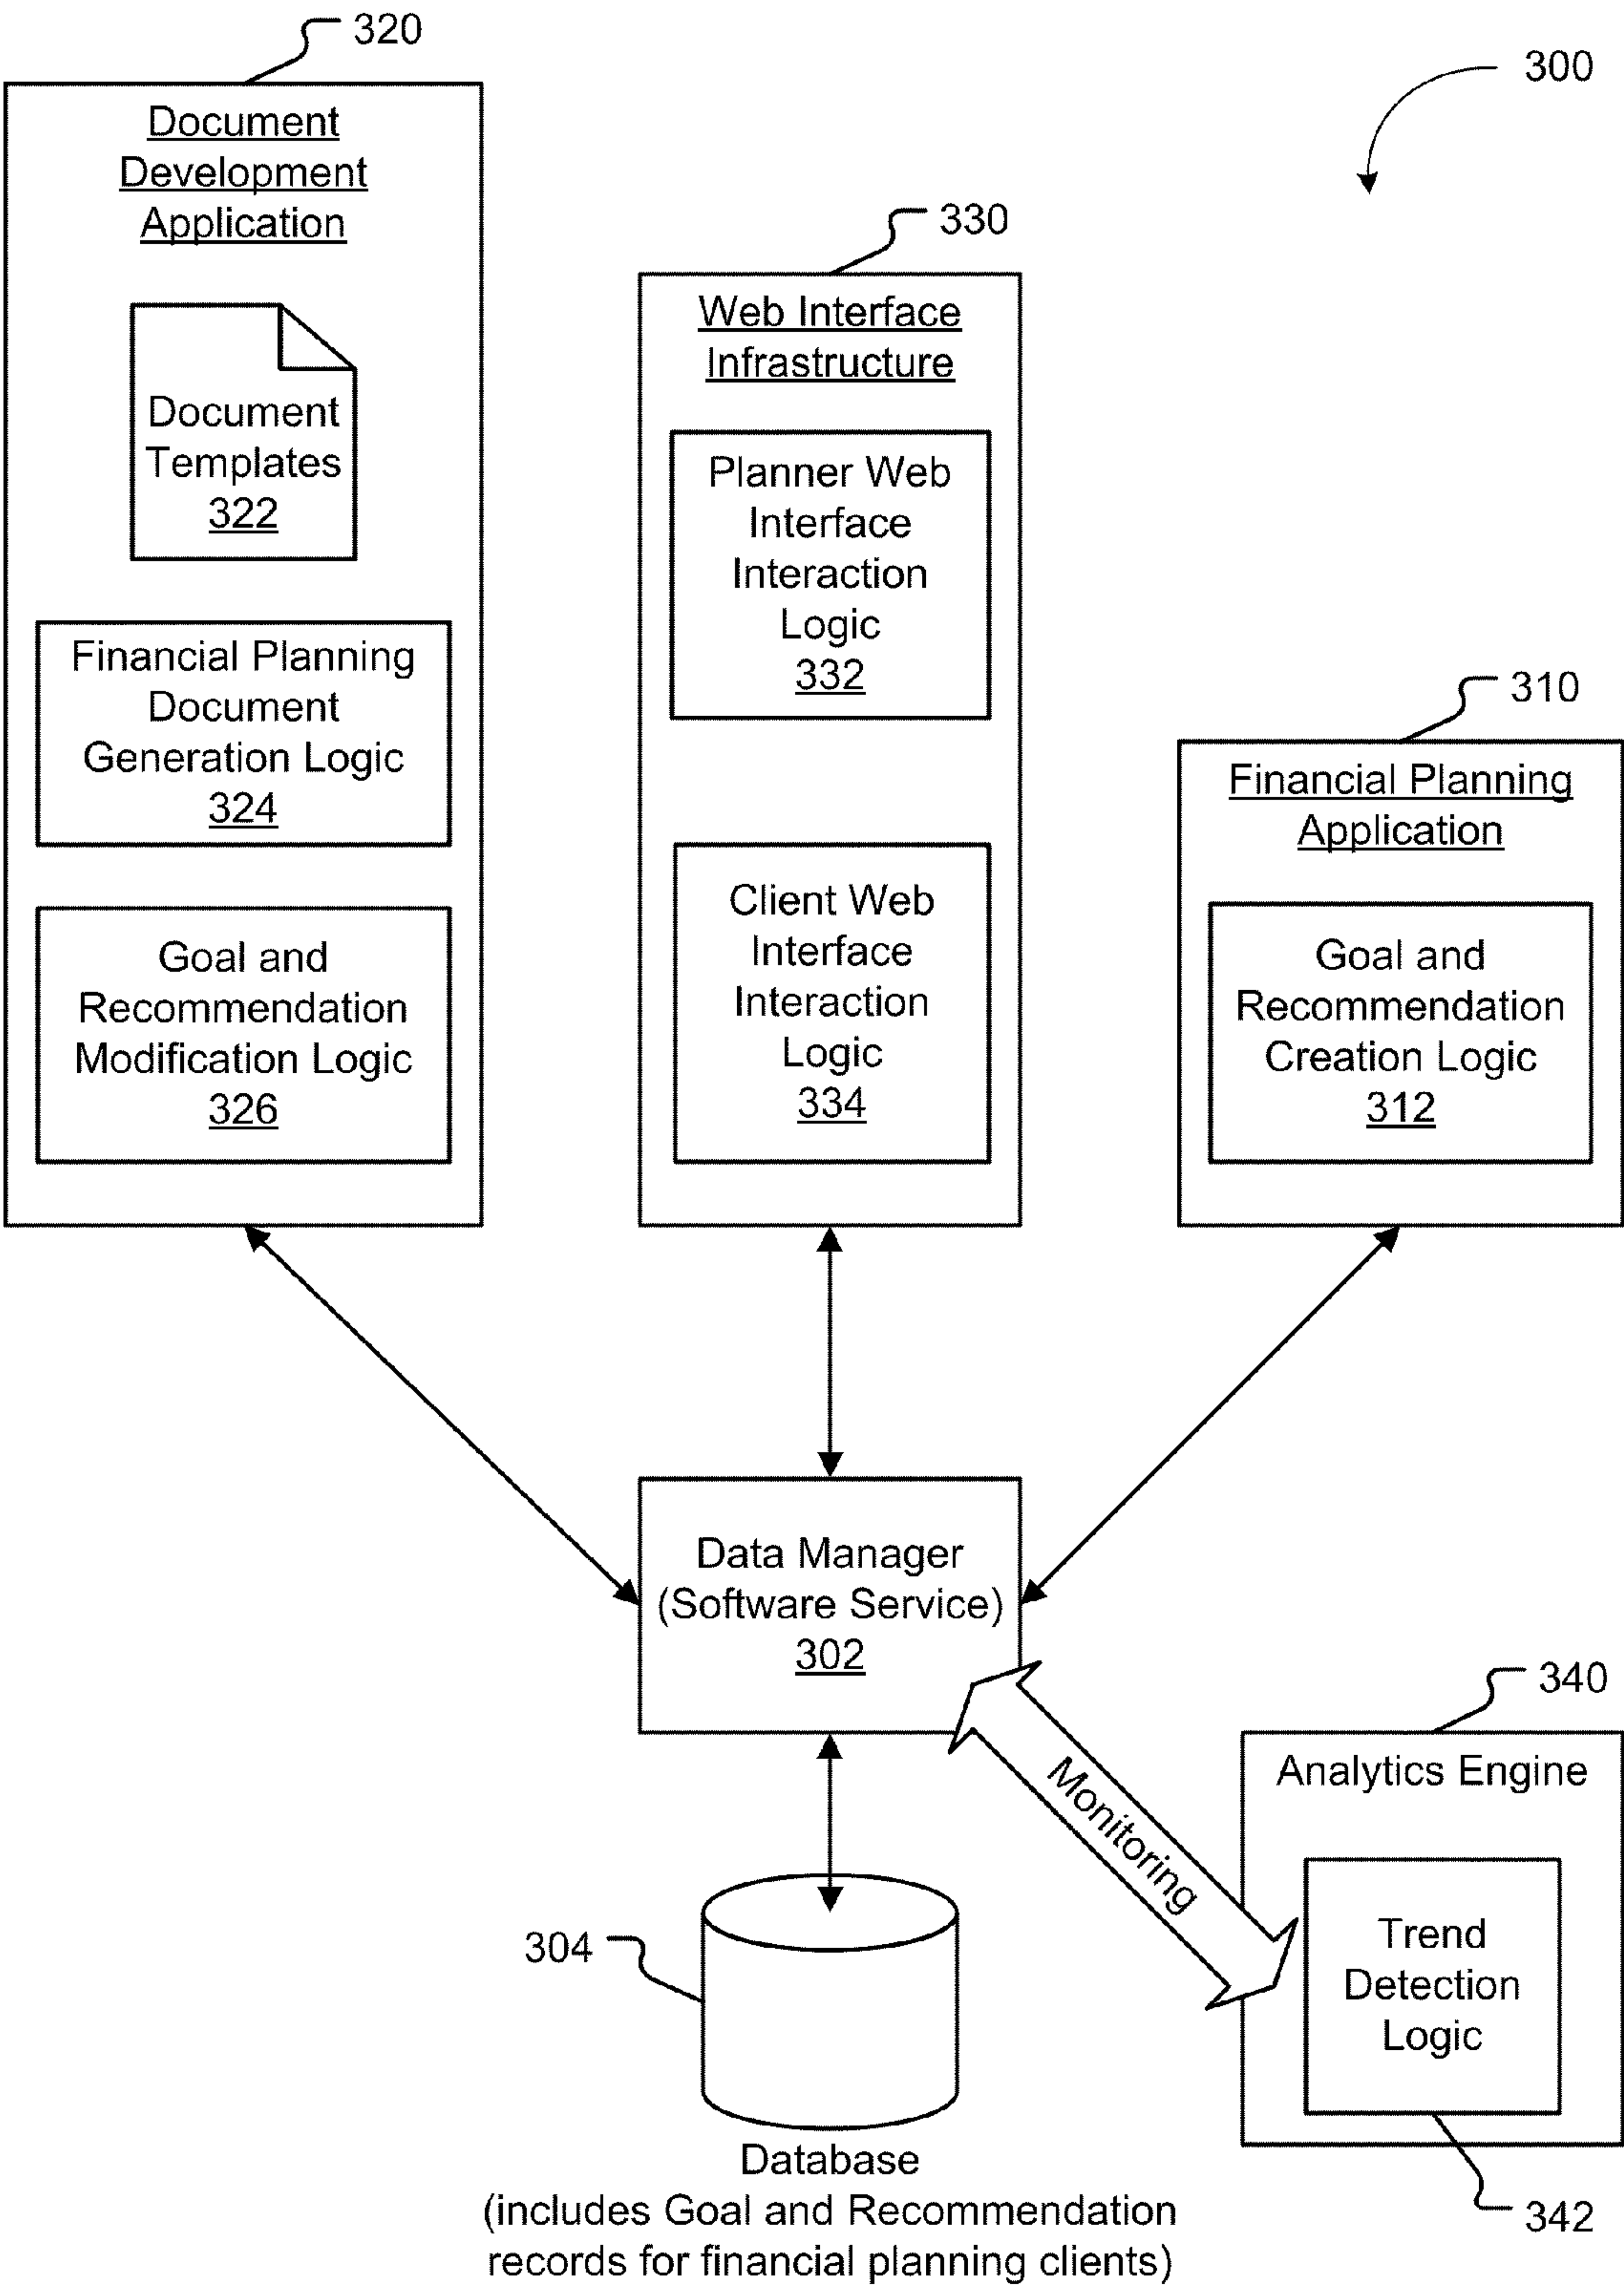 320
300
Document
Development
Application
Document
Templates
322
Financial Planning
Document
Generation Logic
324
Goal and
Recommendation
Modification Logic
326
330
Web Interface
Infrastructure
Planner Web
Interface
Interaction
Logic
332
Client Web
Interface
Interaction
Logic
334
310
Financial Planning
Application
Goal and
Recommendation
Creation Logic
312
Data Manager
(Software Service)
302
Monitoring
340
Analytics Engine
Trend
Detection
Logic
342
304
Database
(includes Goal and Recommendation
records for financial planning clients)